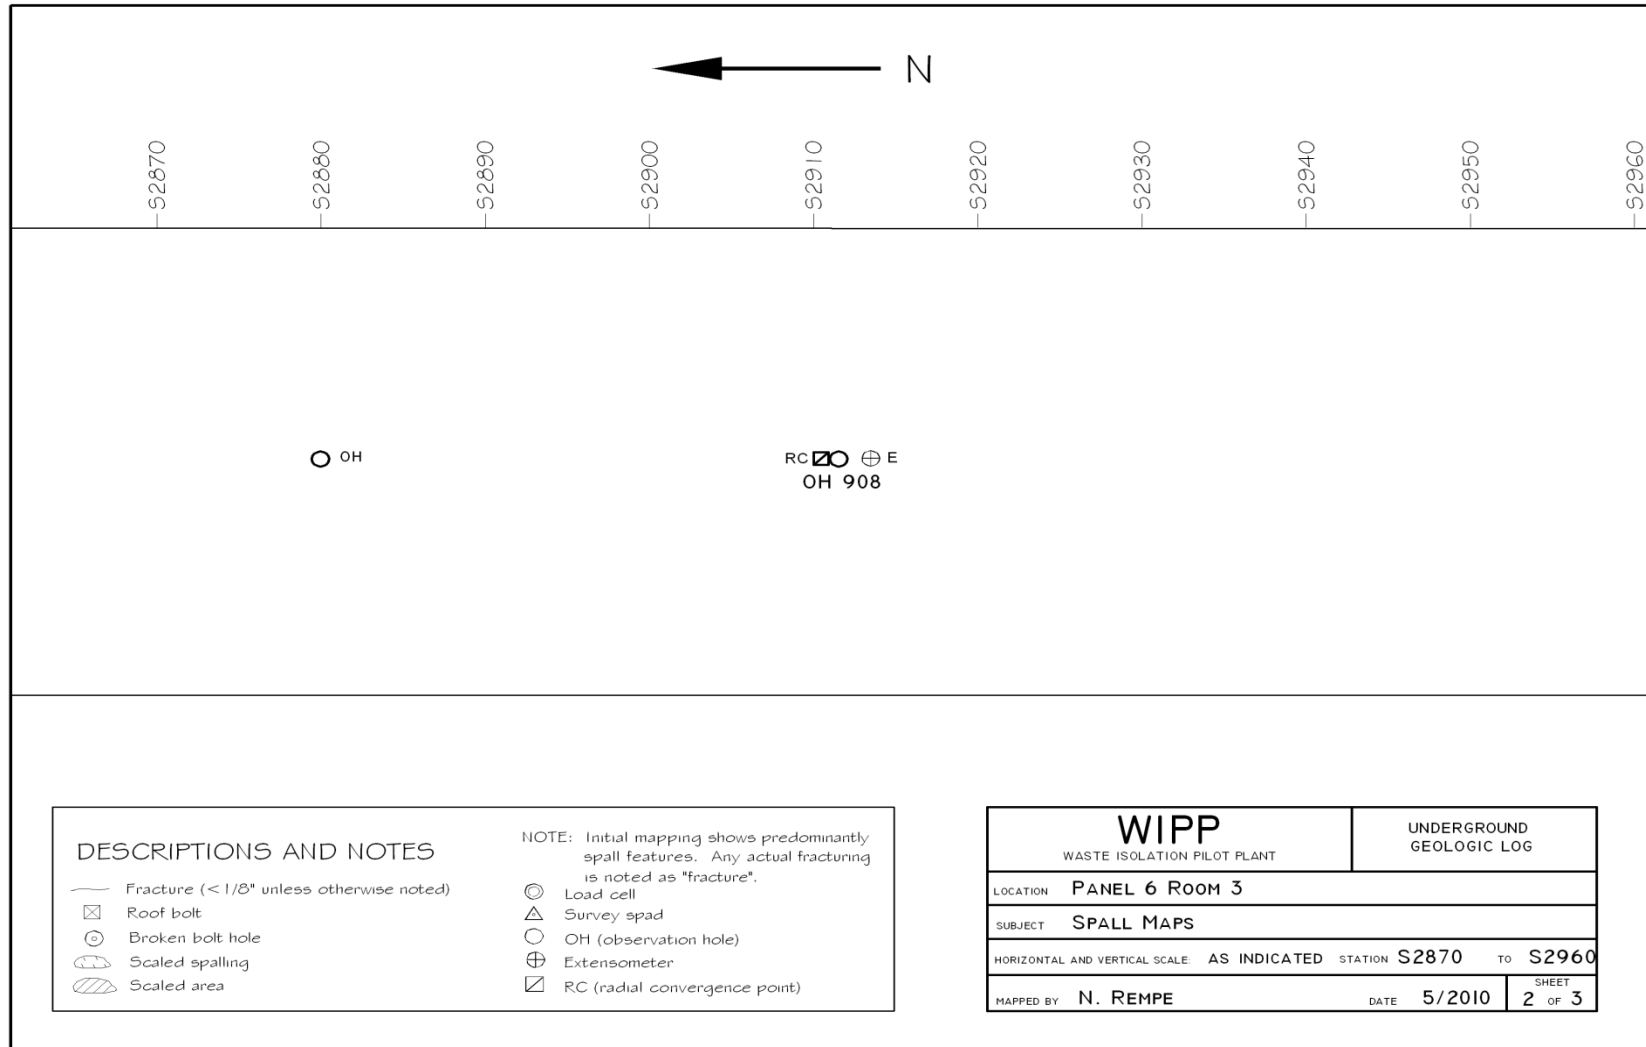 N
S2870
S2880
S2890
S2900
S2910
S2920
S2930
S2940
S2950
S2960
OH
RC
E
OH 908
DESCRIPTIONS AND NOTES
Fracture (< 1/8" unless otherwise noted)
Roof bolt
Broken bolt hole
Scaled spalling
Scaled area
NOTE: Initial mapping shows predominantly
spall features. Any actual fracturing
is noted as "fracture".
Load cell
Survey spad
OH (observation hole)
Extensometer
RC (radial convergence point)
WIPP
WASTE ISOLATION PILOT PLANT
UNDERGROUND
GEOLOGIC LOG
LOCATION PANEL 6 ROOM 3
SUBJECT SPALL MAPS
HORIZONTAL AND VERTICAL SCALE: AS INDICATED STATION S2870 TO S2960
MAPPED BY N. REMPE DATE 5/2010
SHEET
2 OF 3